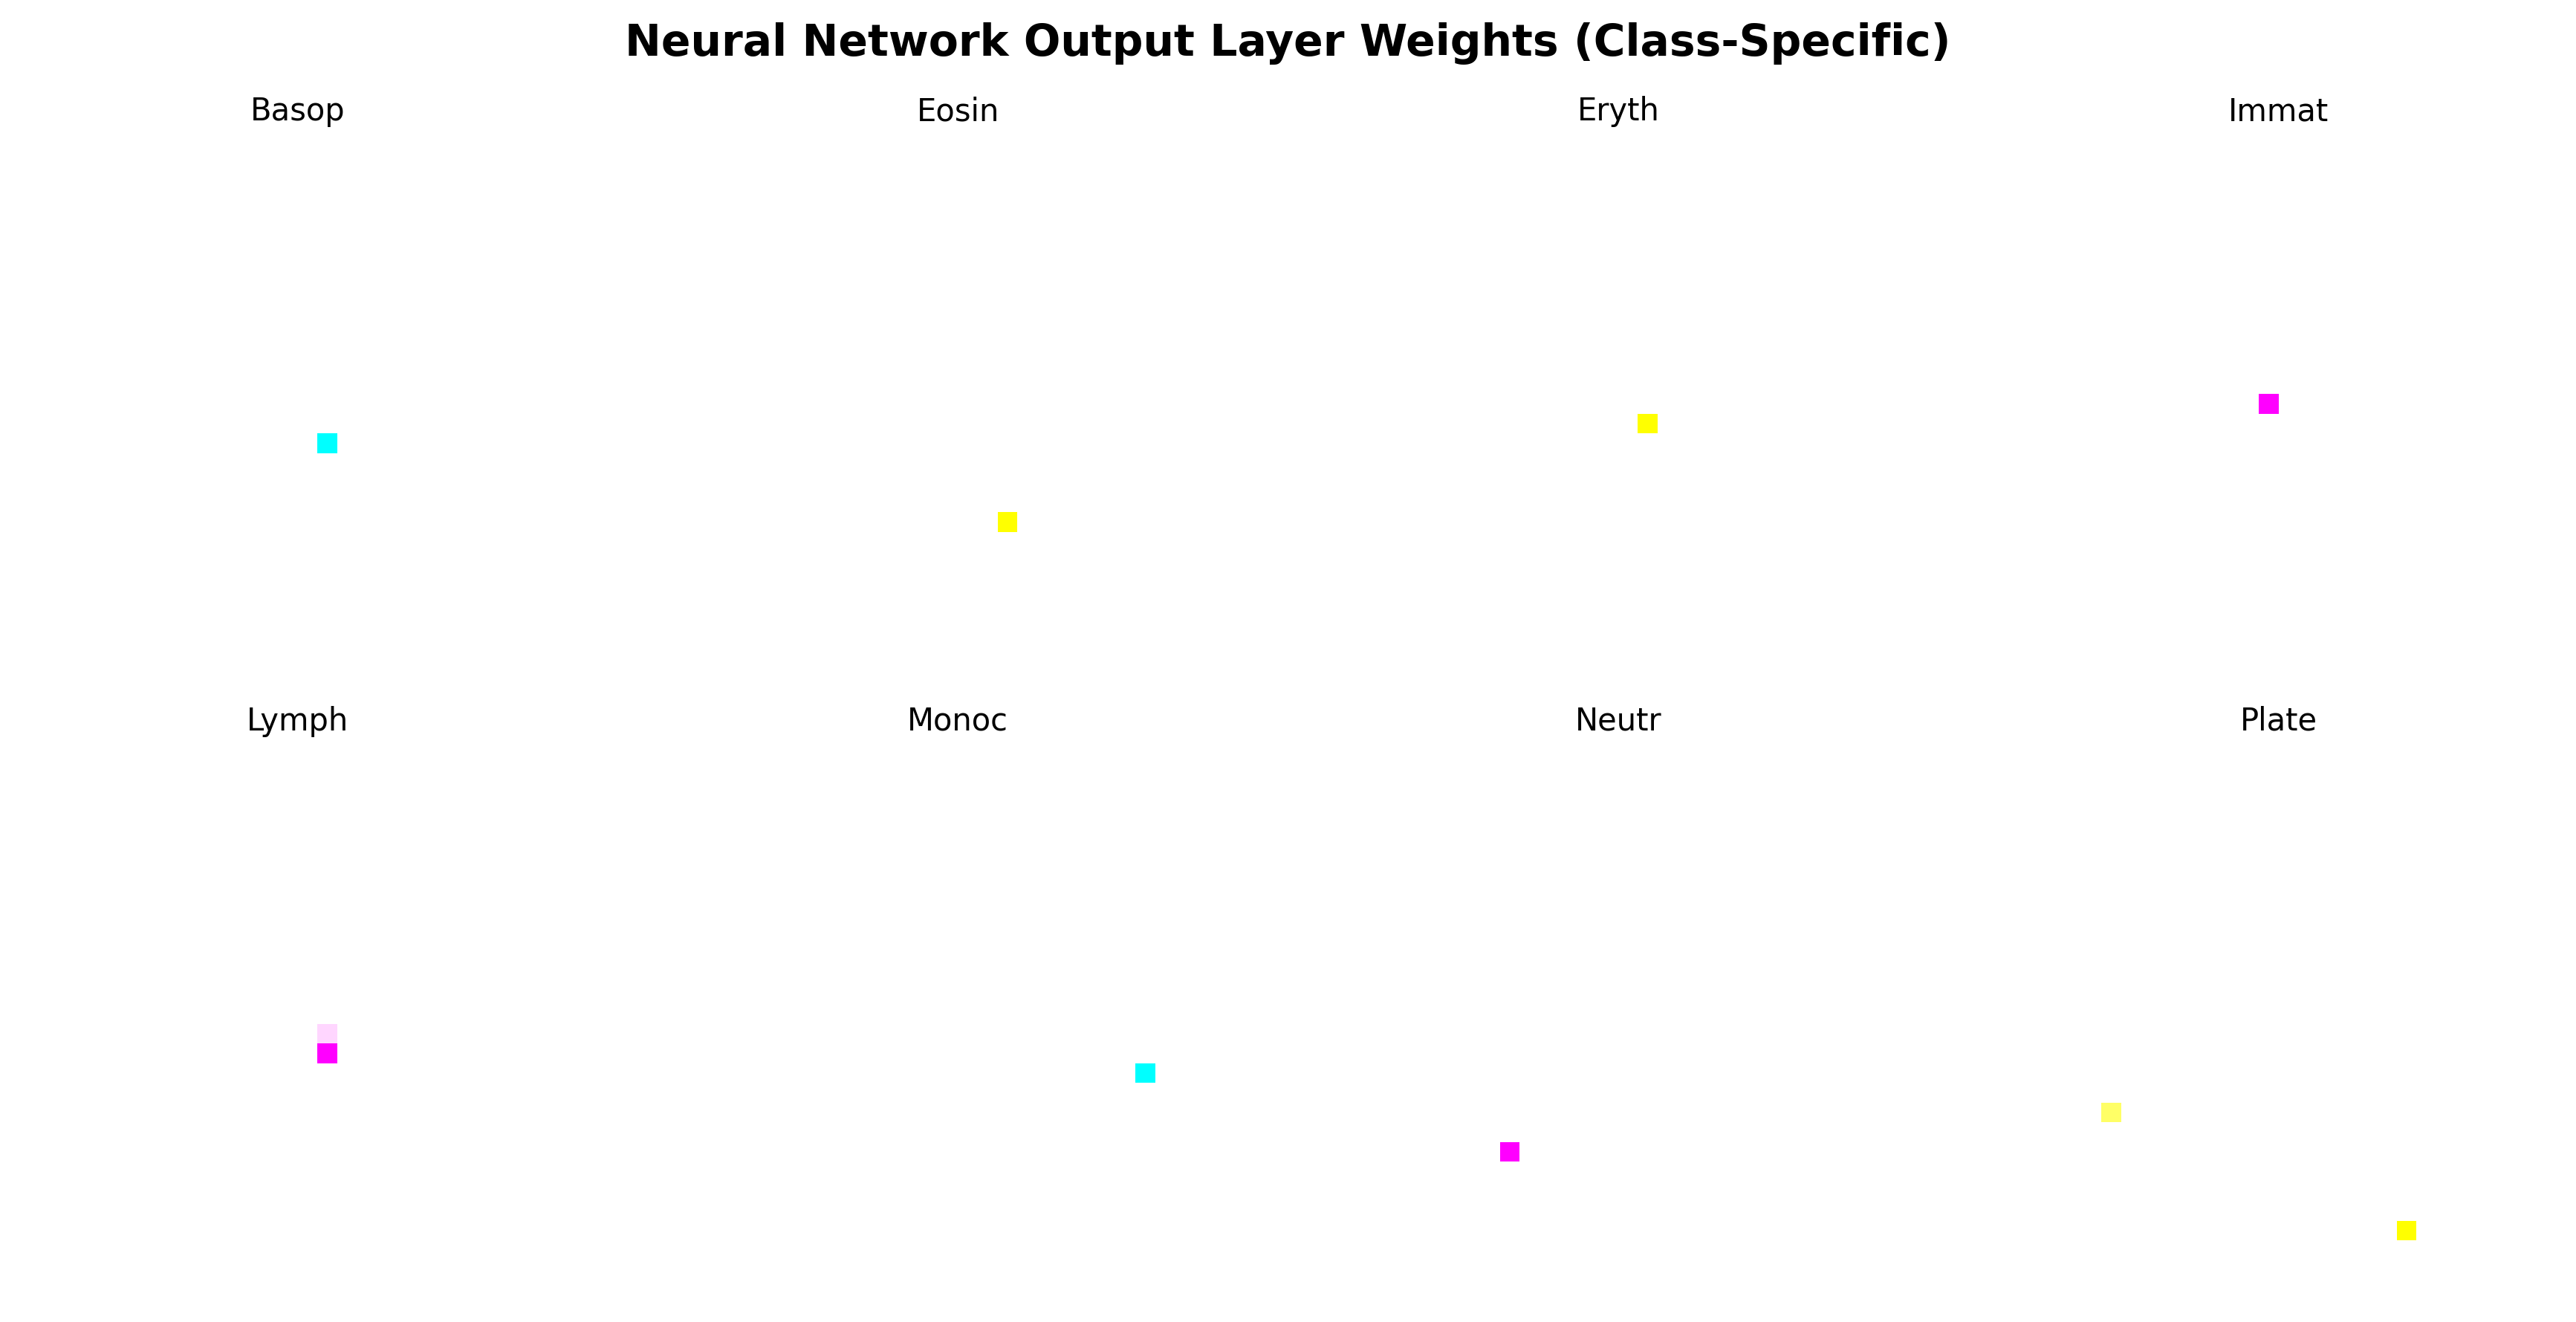 Neural Network Output Layer Weights (Class-Specific)
Basop
Eosin
Eryth
Immat
Lymph
Monoc
Neutr
Plate